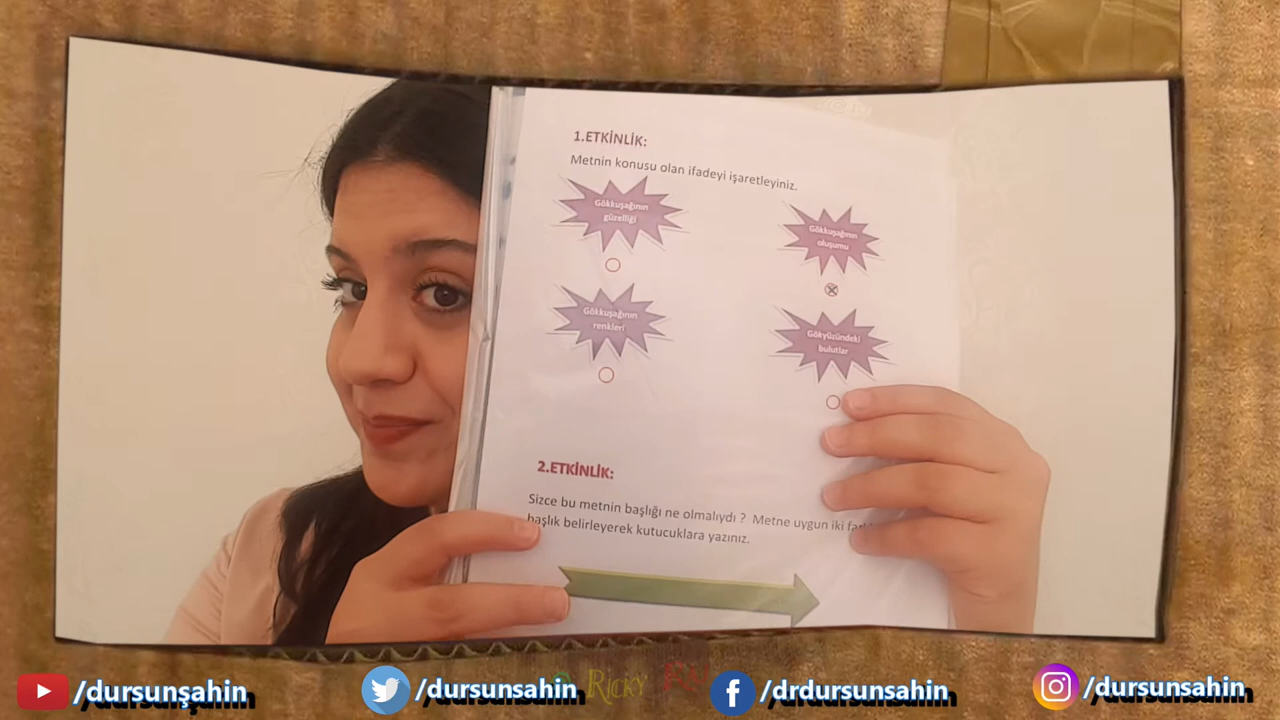 1.ETKİNLİK:
Metnin konusu olan ifadeyi işaretleyiniz.
Gökkuşağının
güzelliği
Gökkuşağının
oluşumu
Gökkuşağının
renkleri
Gökyüzündeki
bulutlar
2.ETKİNLİK:
Sizce bu metnin başlığı ne olmalıydı ? Metne uygun iki
başlık belirleyerek kutucuklara yazınız.
RICKY
/dursunşahin
/dursunsahin
/drdursunsahin
/dursunsahin